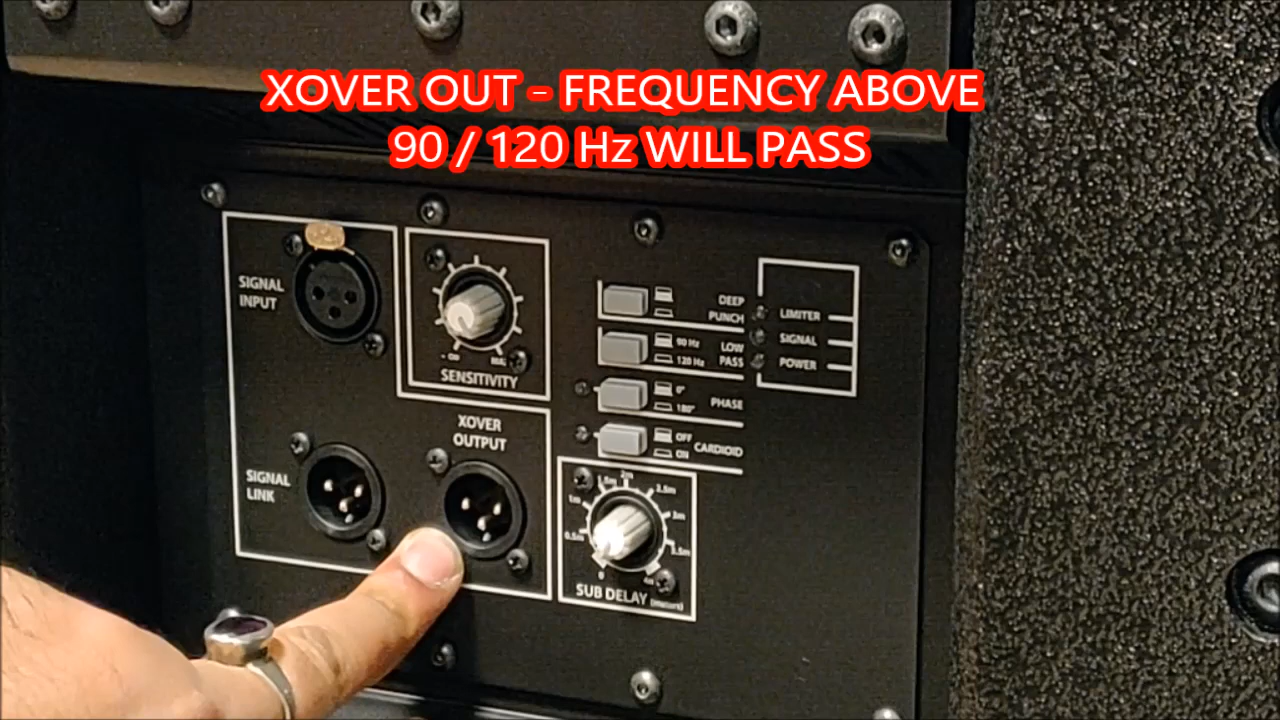 XOVER OUT - FREQUENCY ABOVE
90 / 120 Hz WILL PASS
SIGNAL
INPUT
SENSITIVITY
XOVER
OUTPUT
SIGNAL
LINK
DEEP
PUNCH
90 Hz
120 Hz
LOW
PASS
0°
180°
PHASE
OFF
ON
CARDIOID
LIMITER
SIGNAL
POWER
0
0.5m
1m
1.5m
2m
2.5m
3m
3.5m
4m
SUB DELAY (meters)